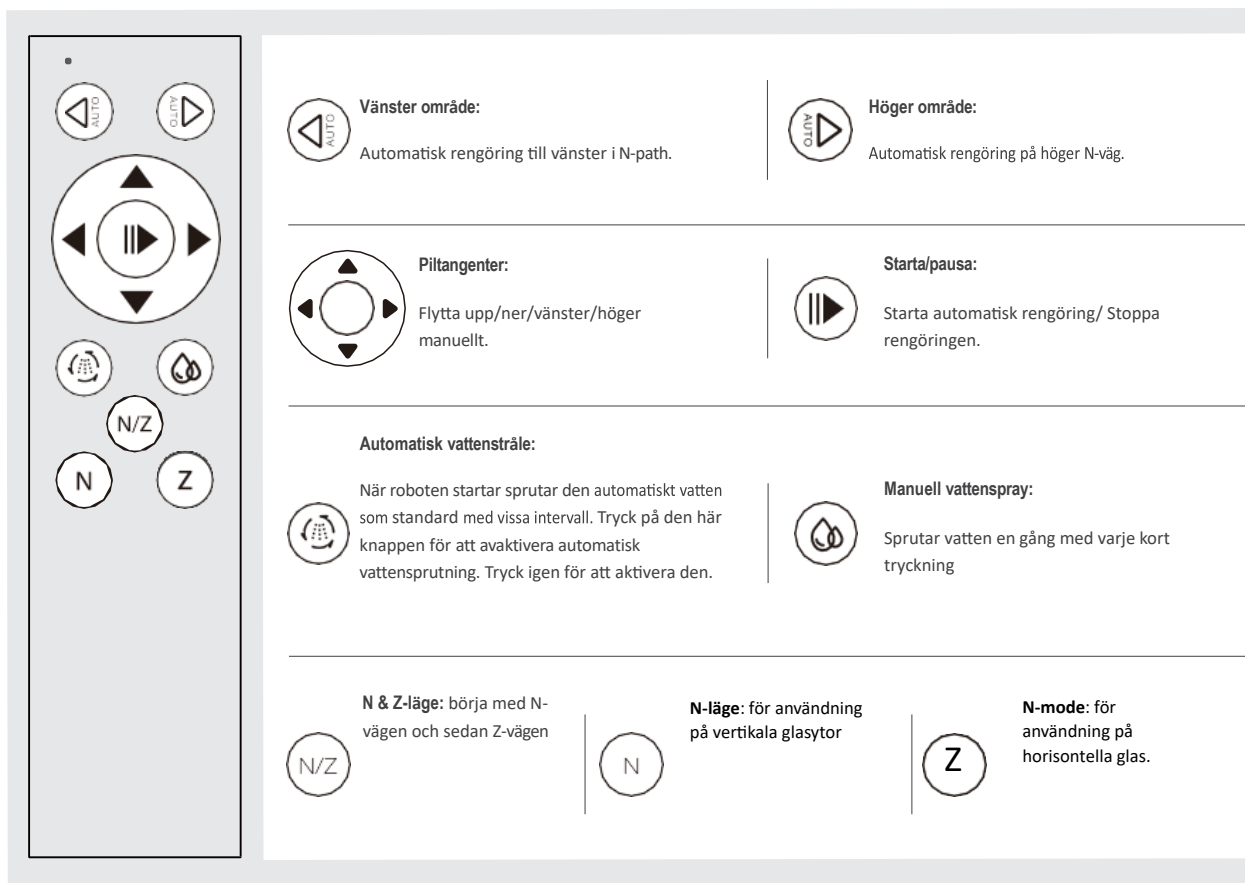 AUTO
AUTO
N/Z
N
Z
AUTO
Vänster område:
Automatisk rengöring till vänster i N-path.
AUTO
Höger område:
Automatisk rengöring på höger N-väg.
Piltangenter:
Flytta upp/ner/vänster/höger
manuellt.
Starta/pausa:
Starta automatisk rengöring/ Stoppa
rengöringen.
Automatisk vattenstråle:
När roboten startar sprutar den automatiskt vatten
som standard med vissa intervall. Tryck på den här
knappen för att avaktivera automatisk
vattensprutning. Tryck igen för att aktivera den.
Manuell vattenspray:
Sprutar vatten en gång med varje kort
tryckning
N/Z
N & Z-läge: börja med N-
vägen och sedan Z-vägen
N
N-läge: för användning
på vertikala glasytor
Z
N-mode: för
användning på
horisontella glas.